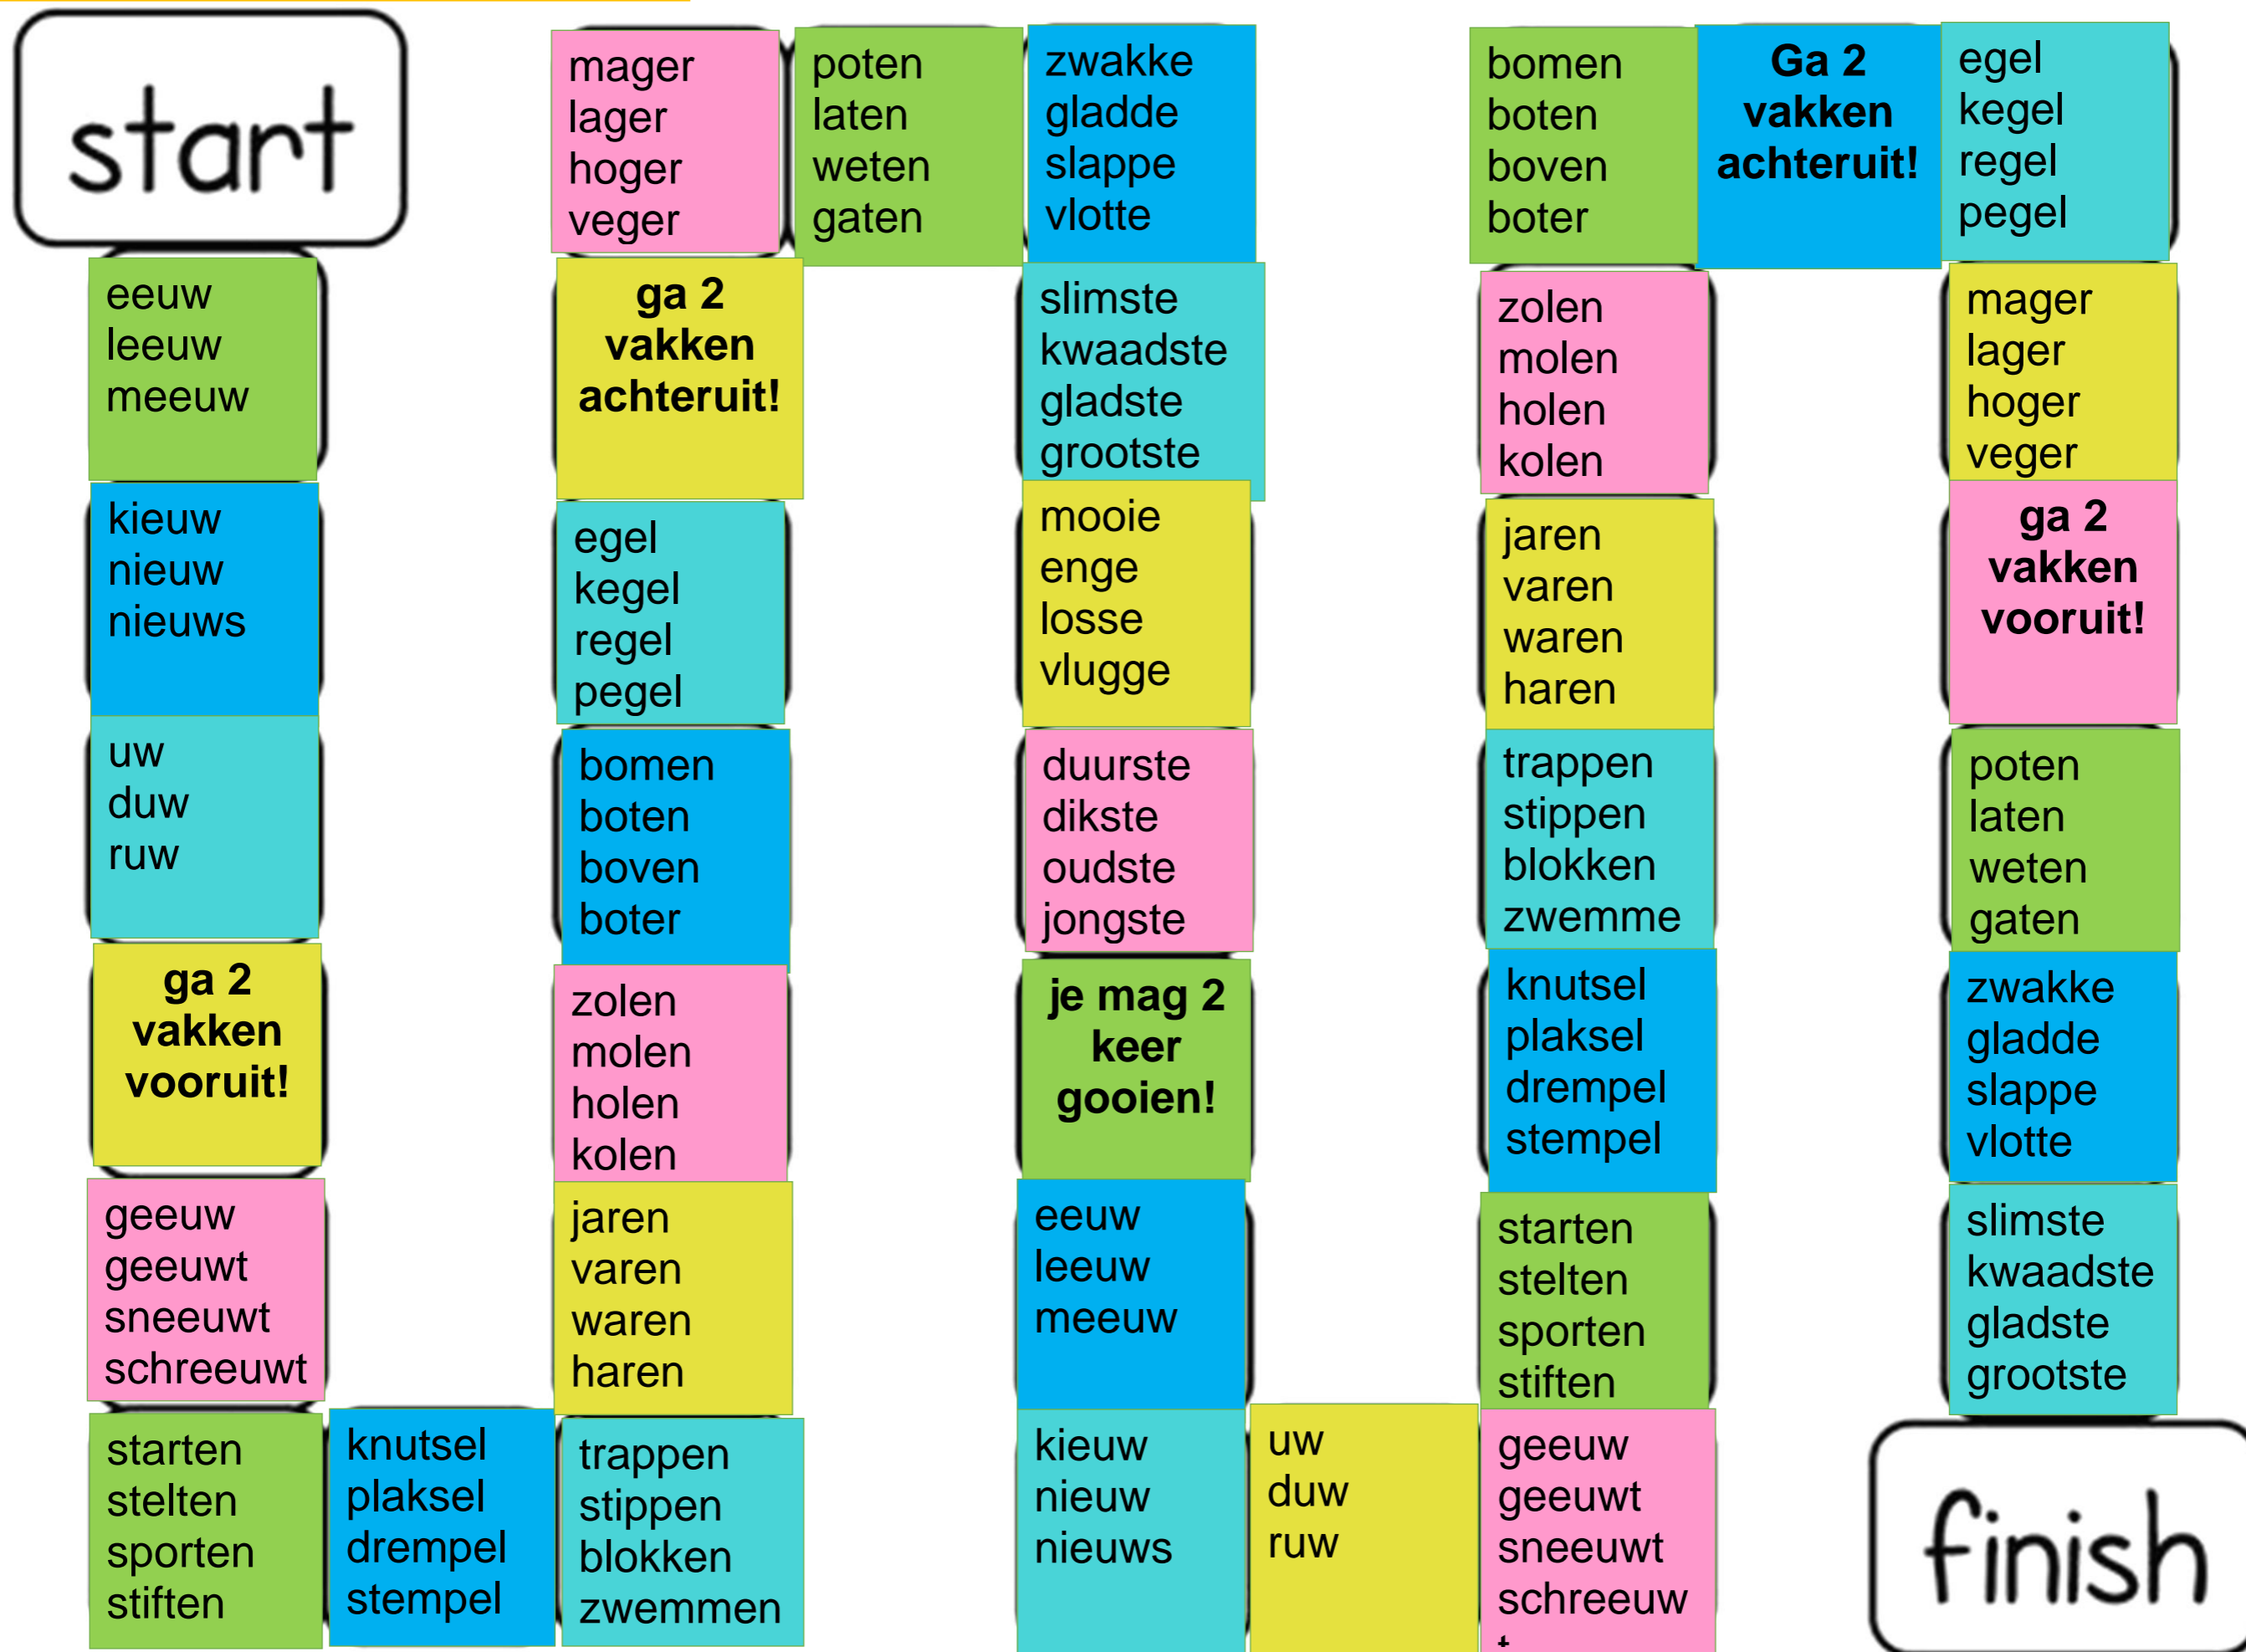 start
eeuw
leeuw
meeuw
kieuw
nieuw
nieuws
uw
duw
ruw
ga 2
vakken
vooruit!
geeuw
geeuwt
sneeuwt
schreeuwt
starten
stelten
sporten
stiften
knutsel
plaksel
drempel
stempel
trappen
stippen
blokken
zwemmen
jaren
varen
waren
haren
zolen
molen
holen
kolen
bomen
boten
boven
boter
egel
kegel
regel
pegel
ga 2
vakken
achteruit!
mager
lager
hoger
veger
poten
laten
weten
gaten
zwakke
gladde
slappe
vlotte
slimste
kwaadste
gladste
grootste
mooie
enge
losse
vlugge
duurste
dikste
oudste
jongste
je mag 2
keer
gooien!
eeuw
leeuw
meeuw
kieuw
nieuw
nieuws
uw
duw
ruw
geeuw
geeuwt
sneeuwt
schreeuw
t
starten
stelten
sporten
stiften
knutsel
plaksel
drempel
stempel
trappen
stippen
blokken
zwemme
jaren
varen
waren
haren
zolen
molen
holen
kolen
bomen
boten
boven
boter
Ga 2
vakken
achteruit!
egel
kegel
regel
pegel
mager
lager
hoger
veger
ga 2
vakken
vooruit!
poten
laten
weten
gaten
zwakke
gladde
slappe
vlotte
slimste
kwaadste
gladste
grootste
finish